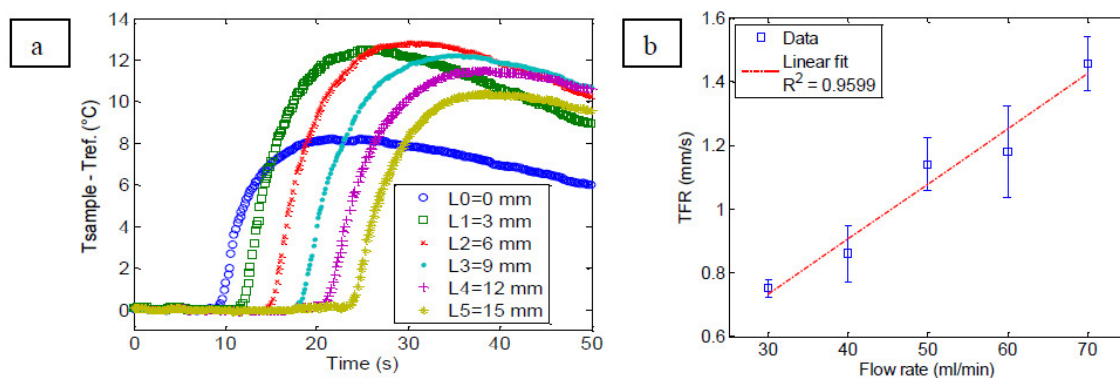 a
Tsample - Tref. (°C)
14
12
10
8
6
4
2
0
0 10 20 30 40 50
Time (s)
L0=0 mm
L1=3 mm
L2=6 mm
L3=9 mm
L4=12 mm
L5=15 mm
b
TFR (mm/s)
1.6
1.4
1.2
1
0.8
0.6
30 40 50 60 70
Flow rate (ml/min)
Data
Linear fit
R² = 0.9599